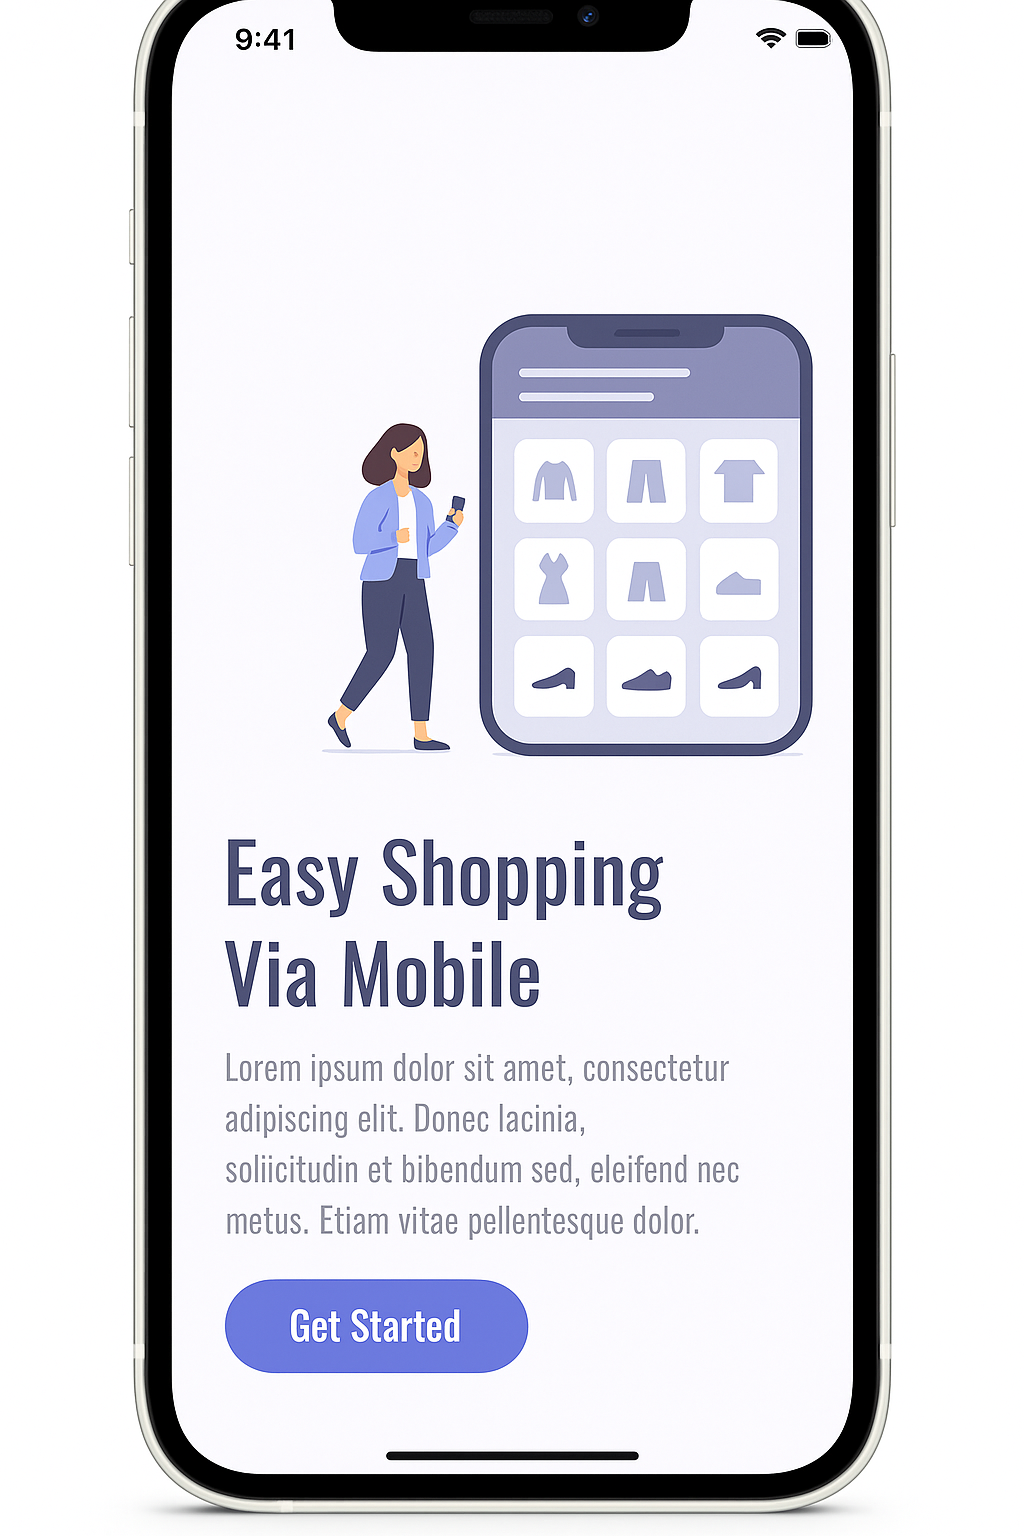 9:41
Easy Shopping
Via Mobile
Lorem ipsum dolor sit amet, consectetur
adipiscing elit. Donec lacinia,
soliicitudin et bibendum sed, eleifend nec
metus. Etiam vitae pellentesque dolor.
Get Started